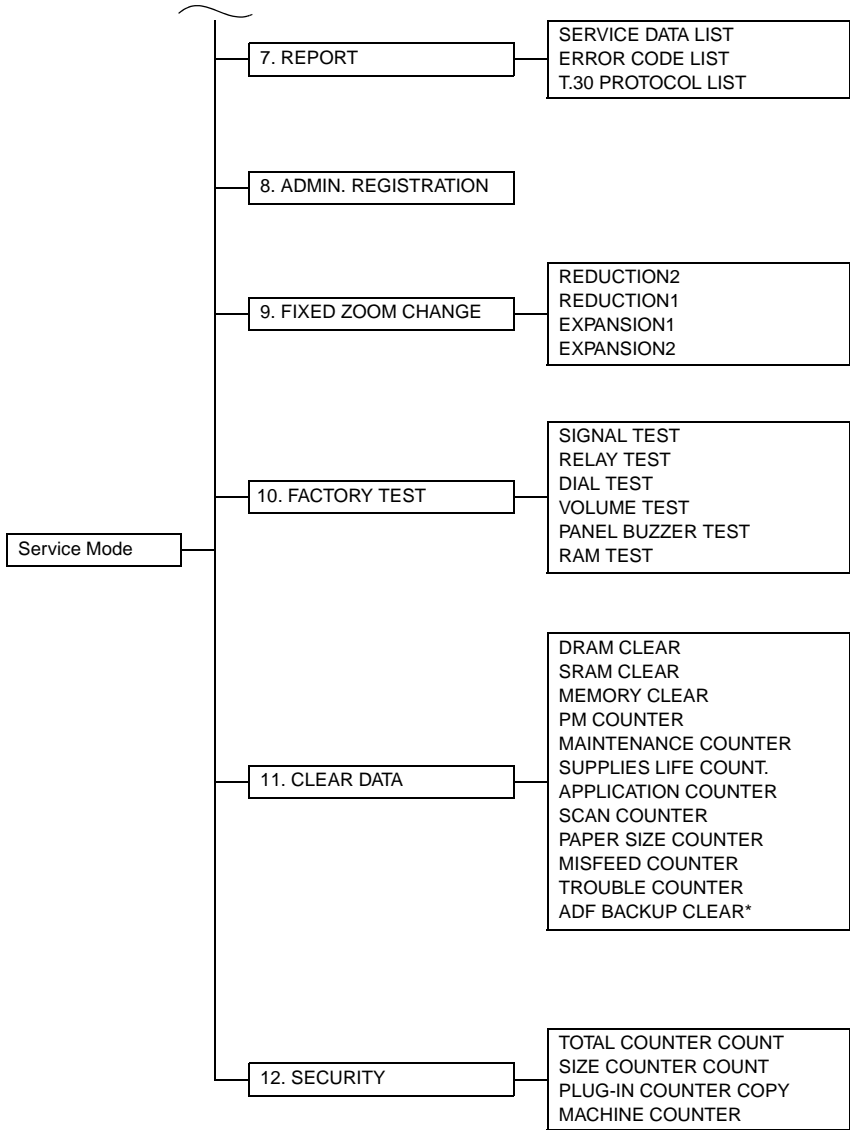 7. REPORT
SERVICE DATA LIST
ERROR CODE LIST
T.30 PROTOCOL LIST
8. ADMIN. REGISTRATION
9. FIXED ZOOM CHANGE
REDUCTION2
REDUCTION1
EXPANSION1
EXPANSION2
10. FACTORY TEST
SIGNAL TEST
RELAY TEST
DIAL TEST
VOLUME TEST
PANEL BUZZER TEST
RAM TEST
Service Mode
11. CLEAR DATA
DRAM CLEAR
SRAM CLEAR
MEMORY CLEAR
PM COUNTER
MAINTENANCE COUNTER
SUPPLIES LIFE COUNT.
APPLICATION COUNTER
SCAN COUNTER
PAPER SIZE COUNTER
MISFEED COUNTER
TROUBLE COUNTER
ADF BACKUP CLEAR*
12. SECURITY
TOTAL COUNTER COUNT
SIZE COUNTER COUNT
PLUG-IN COUNTER COPY
MACHINE COUNTER